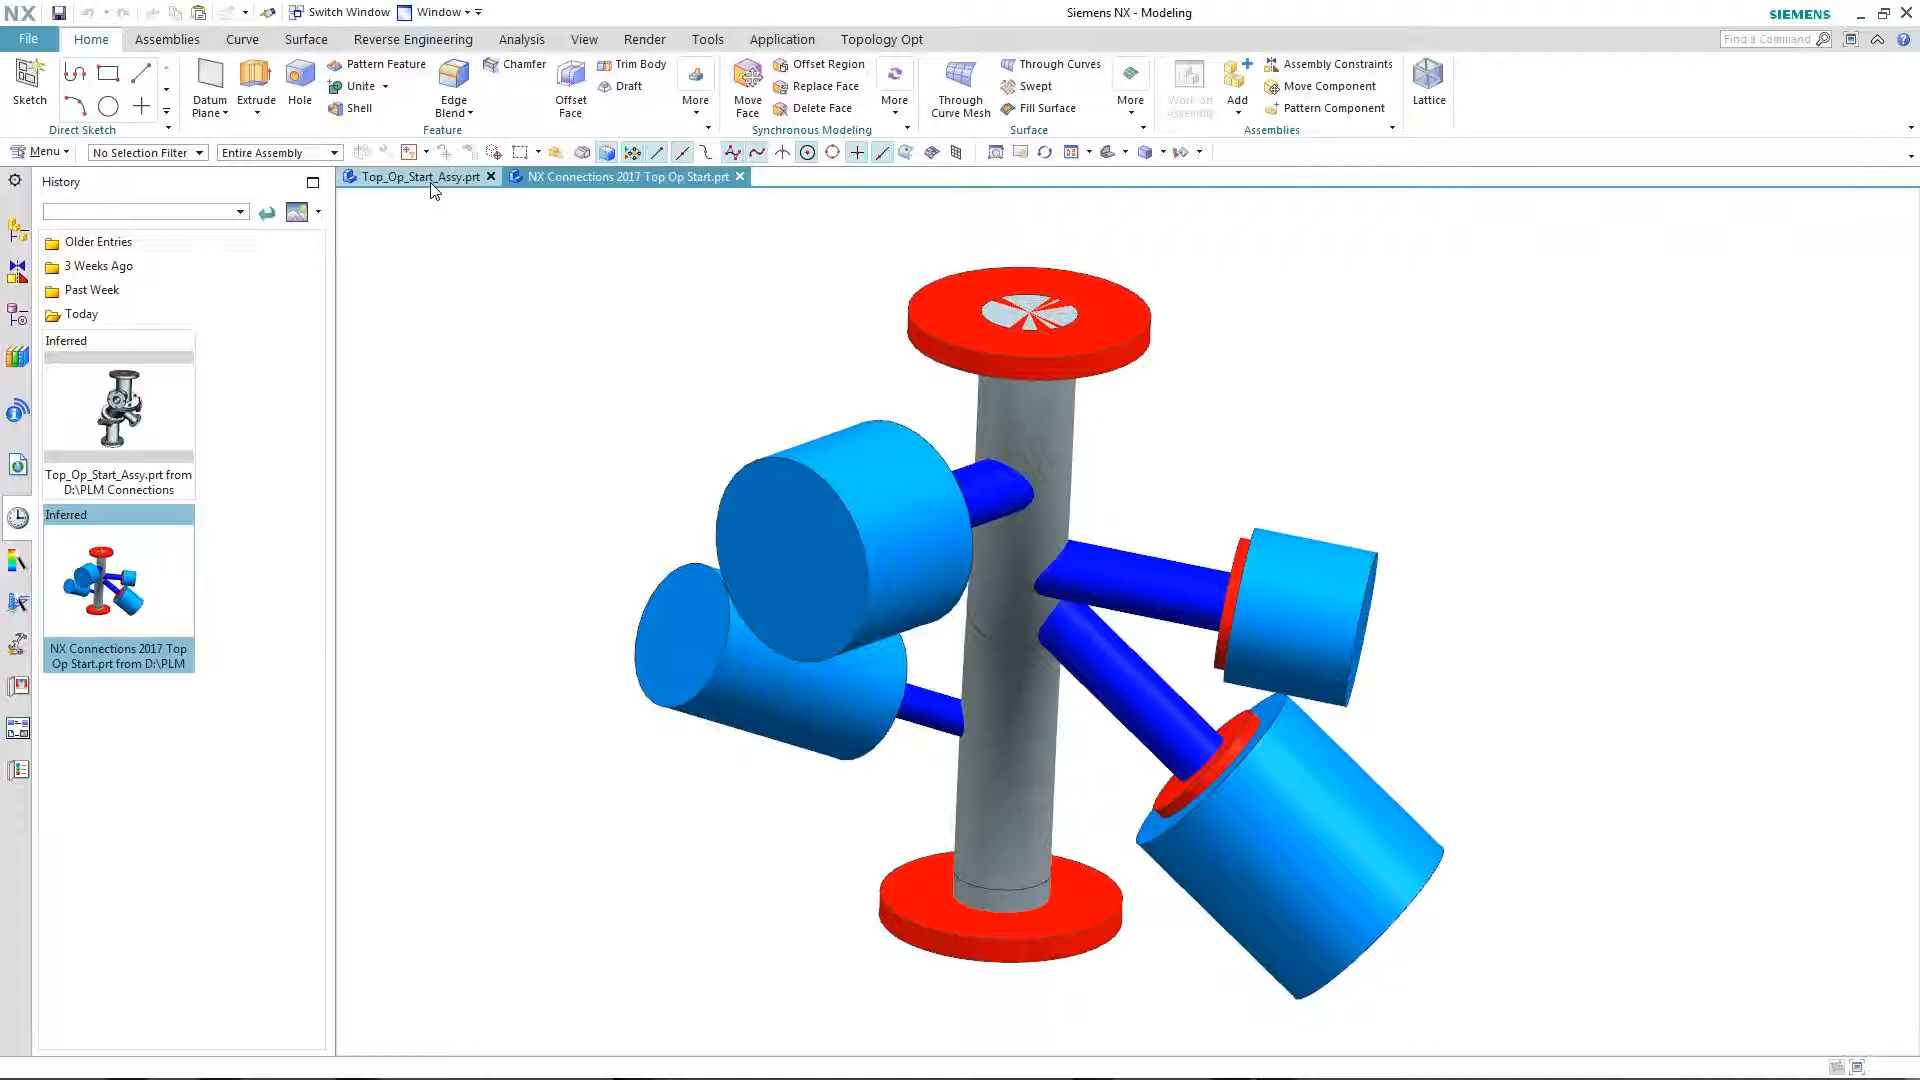 NX
Switch Window
Window
Siemens NX - Modeling
SIEMENS
File
Home
Assemblies
Curve
Surface
Reverse Engineering
Analysis
View
Render
Tools
Application
Topology Opt
Find a Command
Sketch
Direct Sketch
Datum
Plane
Extrude
Hole
Pattern Feature
Unite
Shell
Edge
Blend
Chamfer
Offset
Face
Trim Body
Draft
More
Feature
Move
Face
Offset Region
Replace Face
Delete Face
More
Synchronous Modeling
Through
Curve Mesh
Through Curves
Swept
Fill Surface
More
Surface
Work on
Assembly
Add
Assembly Constraints
Move Component
Pattern Component
Assemblies
Lattice
Menu
No Selection Filter
Entire Assembly
History
Top_Op_Start_Assy.prt
NX Connections 2017 Top Op Start.prt
Older Entries
3 Weeks Ago
Past Week
Today
Inferred
Top_Op_Start_Assy.prt from
D:\PLM Connections
Inferred
NX Connections 2017 Top
Op Start.prt from D:\PLM